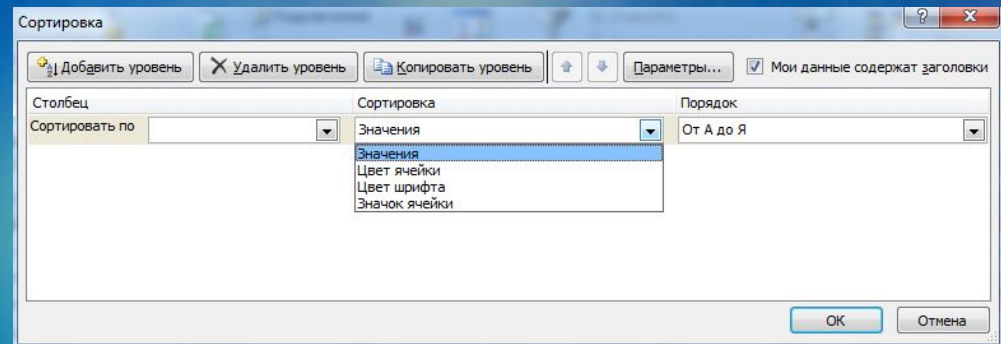 Сортировка
Добавить уровень Удалить уровень Копировать уровень Параметры... Мои данные содержат заголовки
Столбец Сортировка Порядок
Сортировать по Значения От А до Я
Значения
Цвет ячейки
Цвет шрифта
Значок ячейки
ОК Отмена